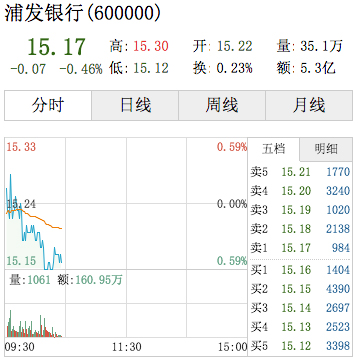 浦发银行(600000)
15.17 高: 15.30 开: 15.22 量: 35.1万
-0.07 -0.46% 低: 15.12 换: 0.23% 额: 5.3亿
分时 日线 周线 月线
15.33 0.59% 五档 明细
卖5 15.21 1770
卖4 15.20 3240
15.24 0.00% 卖3 15.19 1020
卖2 15.18 2138
卖1 15.17 984
15.15 0.59% 买1 15.16 1404
量:1061 额:160.95万 买2 15.15 4390
买3 15.14 2697
买4 15.13 2523
09:30 11:30 15:00 买5 15.12 3398